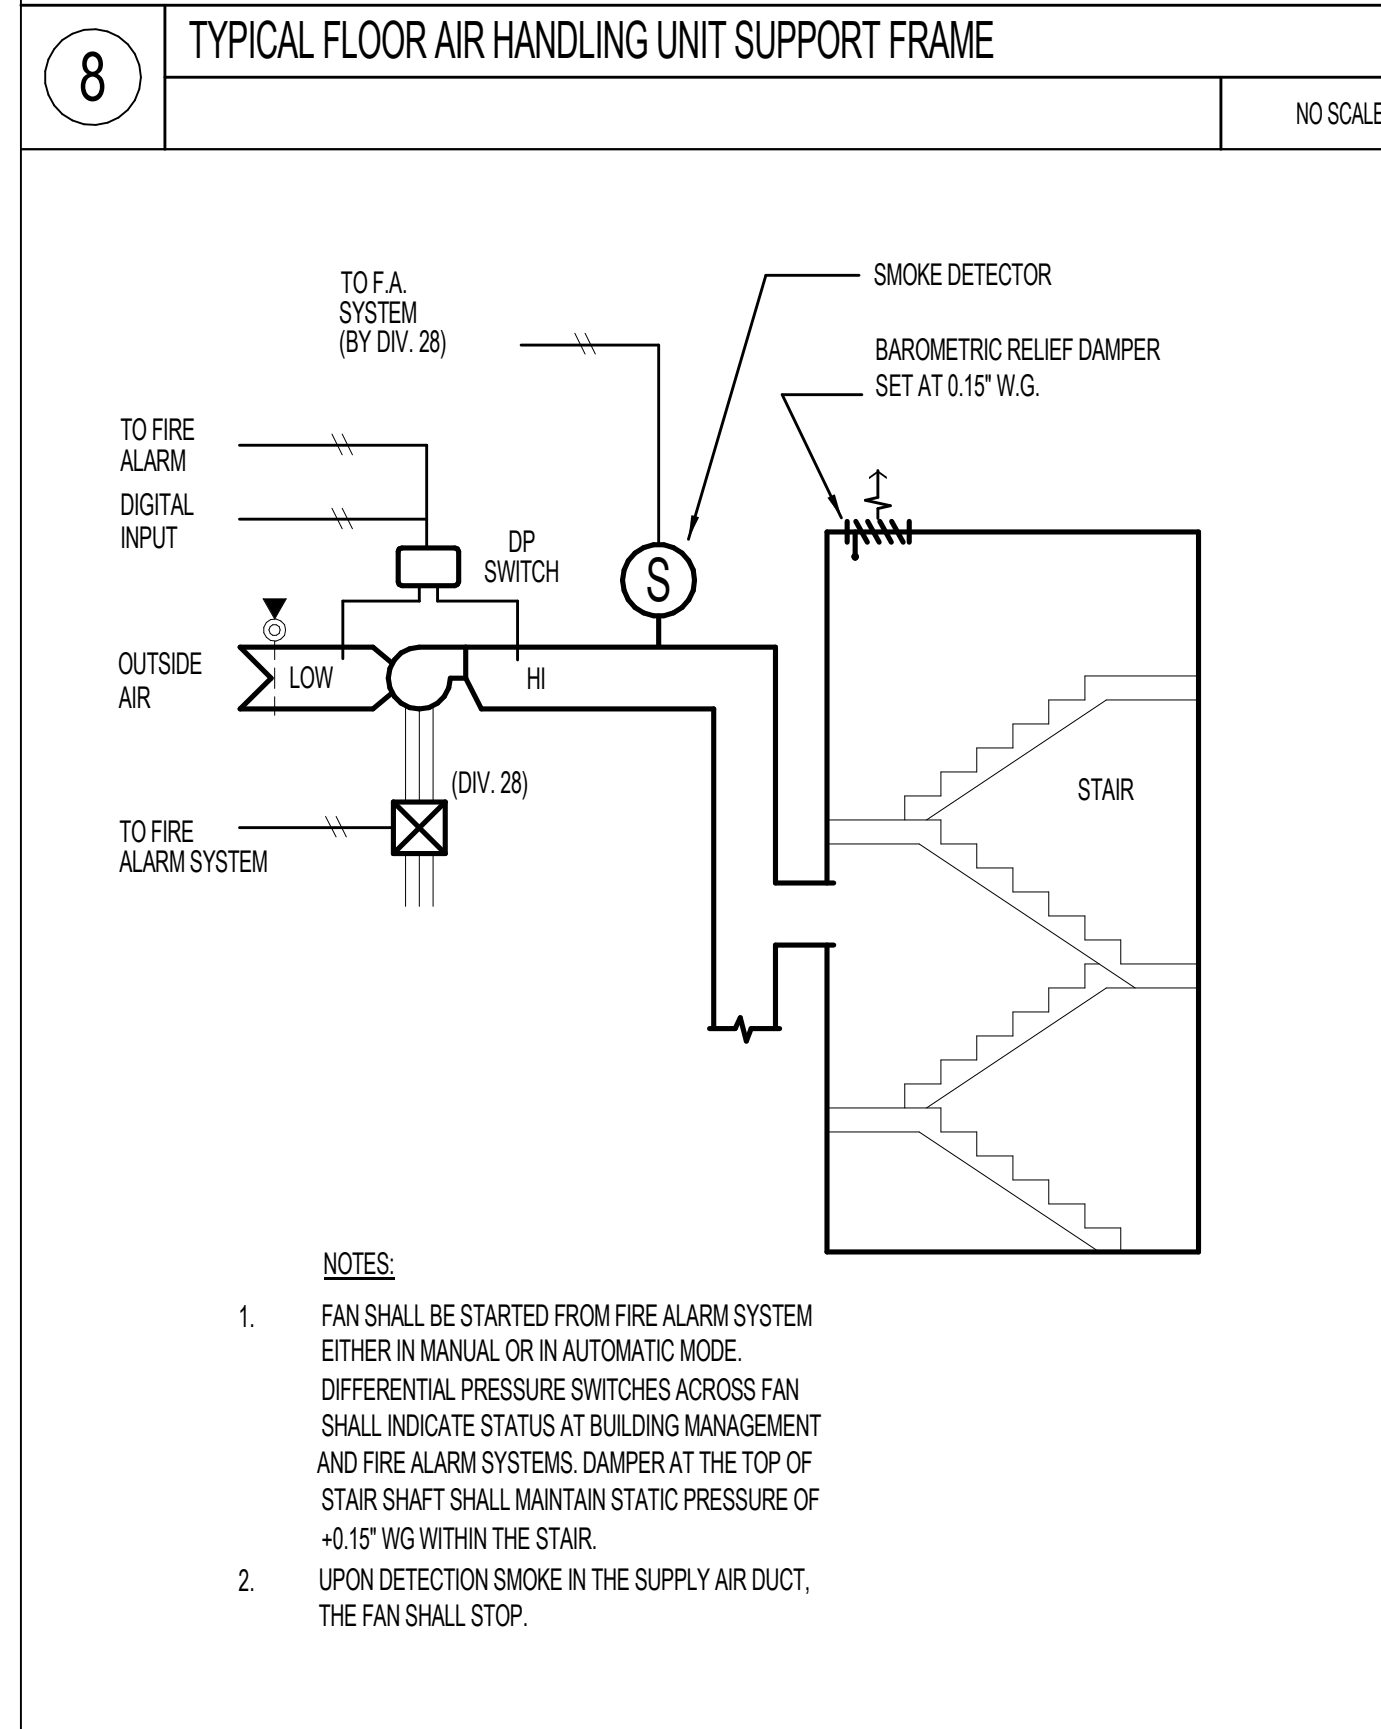 8
TYPICAL FLOOR AIR HANDLING UNIT SUPPORT FRAME
NO SCALE
TO F.A.
SYSTEM
(BY DIV. 28)
SMOKE DETECTOR
BAROMETRIC RELIEF DAMPER
SET AT 0.15" W.G.
TO FIRE
ALARM
DIGITAL
INPUT
DP
SWITCH
S
OUTSIDE
AIR
LOW
HI
(DIV. 28)
STAIR
TO FIRE
ALARM SYSTEM
NOTES:
1. FAN SHALL BE STARTED FROM FIRE ALARM SYSTEM
EITHER IN MANUAL OR IN AUTOMATIC MODE.
DIFFERENTIAL PRESSURE SWITCHES ACROSS FAN
SHALL INDICATE STATUS AT BUILDING MANAGEMENT
AND FIRE ALARM SYSTEMS. DAMPER AT THE TOP OF
STAIR SHAFT SHALL MAINTAIN STATIC PRESSURE OF
+0.15" WG WITHIN THE STAIR.
2. UPON DETECTION SMOKE IN THE SUPPLY AIR DUCT,
THE FAN SHALL STOP.